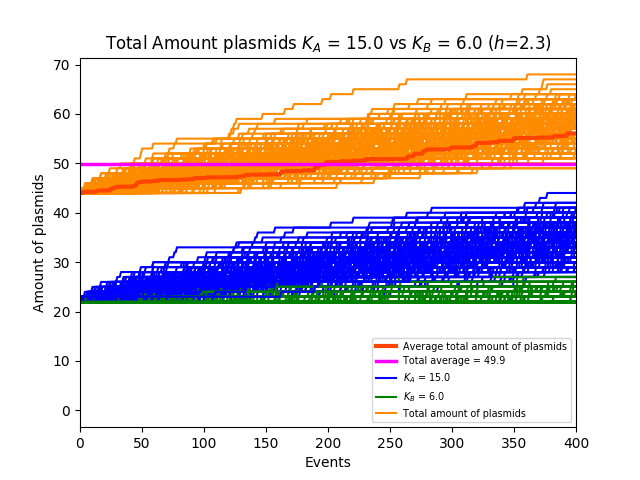 Total Amount plasmids K_A = 15.0 vs K_B = 6.0 (h=2.3)
Amount of plasmids
70
60
50
40
30
20
10
0
Average total amount of plasmids
Total average = 49.9
K_A = 15.0
K_B = 6.0
Total amount of plasmids
0 50 100 150 200 250 300 350 400
Events